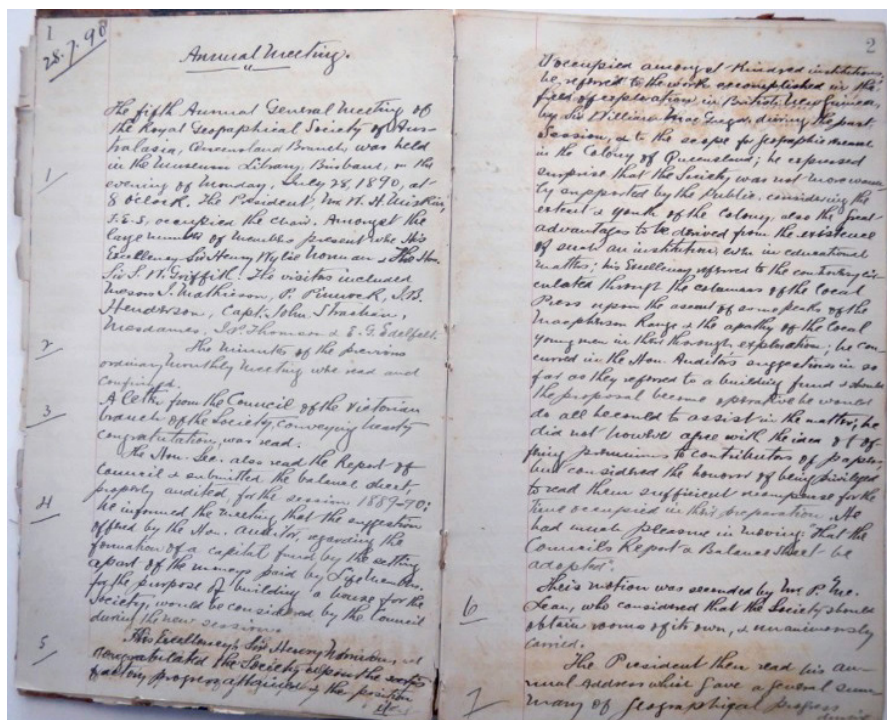 1
28.7.90
Annual Meeting.
The fifth Annual General Meeting of
the Royal Geographical Society of Aus-
tralasia, Queensland Branch, was held
1
in the Museum Library, Brisbane, on the
evening of Monday, July 28, 1890, at
8 o'clock. The President, Mr W. H. Miskin,
F.E.S, occupied the chair. Amongst the
large number of Members present were His
Excellency Sir Henry Wylie Norman & The Hon.
Sir S. W. Griffith. The visitors included
Messrs J. Mathieson, P. Pinnock, J.B.
Henderson, Capt. John Strachan,
Mesdames, J.P. Thomson & E. G. Edelfelt.
2
The minutes of the previous
ordinary monthly meeting were read and
confirmed.
3
A letter from the Council of the Victorian
branch of the Society, conveying hearty
congratulation, was read.
The Hon. Sec. also read the Report of
Council & submitted the balance sheet,
4
properly audited, for the session 1889-90;
he informed the meeting that the suggestion
offered by the Hon. Auditor, regarding the
formation of a capital fund by the setting
apart of the moneys paid by Life Members
for the purpose of building a house for the
Society, would be considered by the Council
during the new session.
5
His Excellency Sir Henry Norman
congratulated the Society upon the satis-
factory progress attained & the position
2
it occupied amongst kindred institutions,
he referred to the work accomplished in the
field of exploration in British New Guinea,
by Sir William MacGregor during the past
Session, & to the scope for geographic
in the Colony of Queensland; he expressed
surprise that the Society was not more
supported by the Public, considering the
extent & youth of the Colony, also the great
advantages to be derived from the existence
of such an institution, even in educational
matters; his Excellency referred to the cir-
culated through the columns of the Local
Press upon the ascent of some peaks of the
Macpherson Range & the apathy of the local
young men in their thorough exploration; he con-
curred in the Hon. Auditor's suggestions in so
far as they referred to a building fund & should
the proposal become operative he would
do all he could to assist in the matter; he
did not however agree with the idea of of-
fering premiums to contributors of papers,
but considered the honour of being privileged
to read them sufficient recompense for the
time occupied in their preparation. He
had much pleasure in moving "That the
Council's Report & Balance Sheet be
adopted".
This motion was seconded by Mr. P. Mc.
6
Lean, who considered that the Society should
obtain rooms of its own, & unanimously
carried.
The President then read his an-
nual Address which gave a general sum-
7
mary of geographical progress